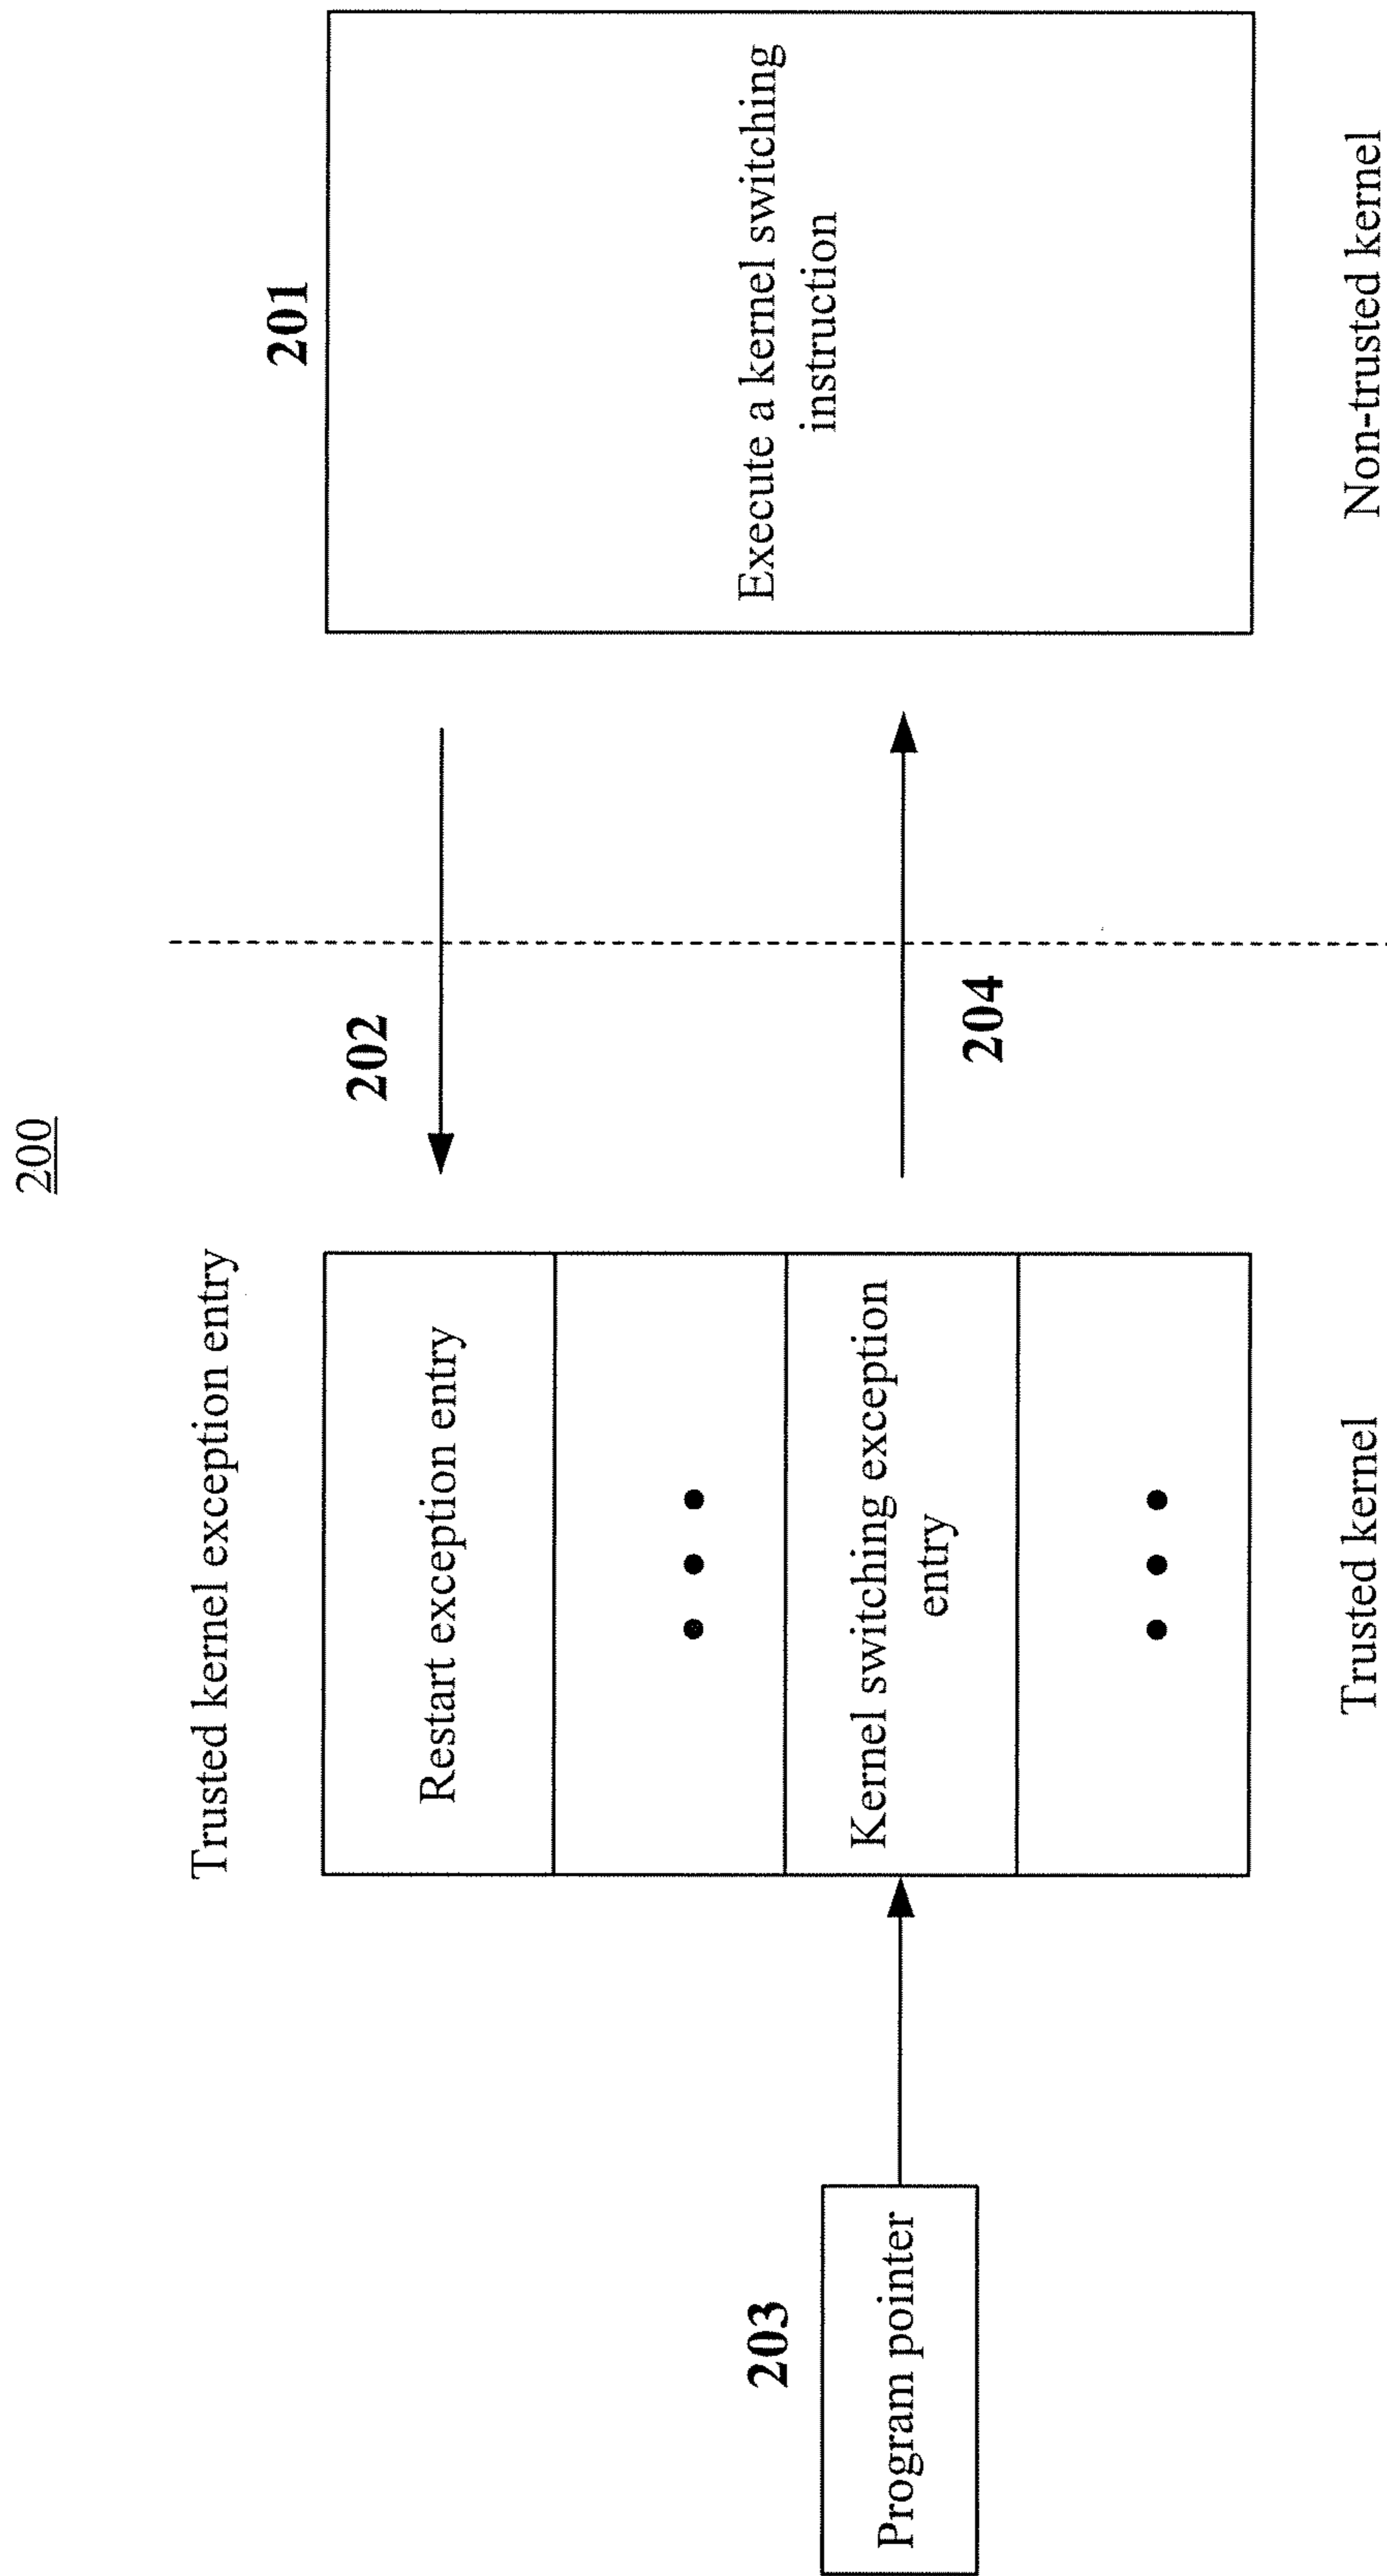 200
Trusted kernel exception entry
201
202
Restart exception entry
Execute a kernel switching
instruction
203
Program pointer
Kernel switching exception
entry
204
Trusted kernel
Non-trusted kernel